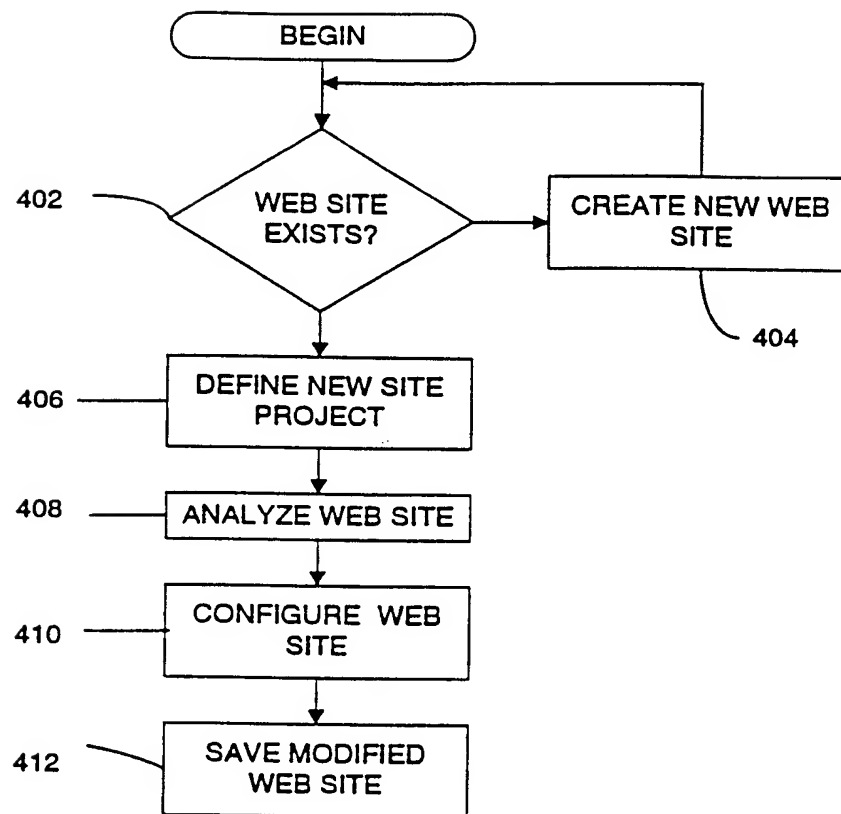 BEGIN
402
WEB SITE
EXISTS?
CREATE NEW WEB
SITE
404
406
DEFINE NEW SITE
PROJECT
408
ANALYZE WEB SITE
410
CONFIGURE WEB
SITE
412
SAVE MODIFIED
WEB SITE